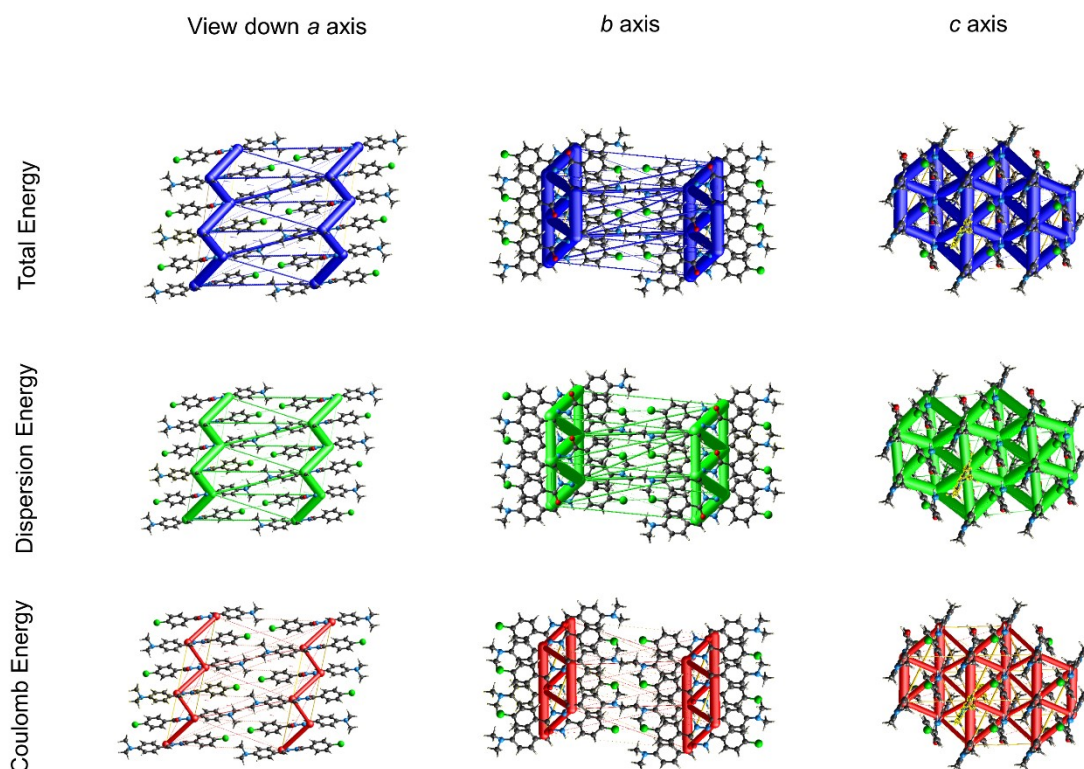 View down a axis
b axis
c axis
Total Energy
Dispersion Energy
Coulomb Energy